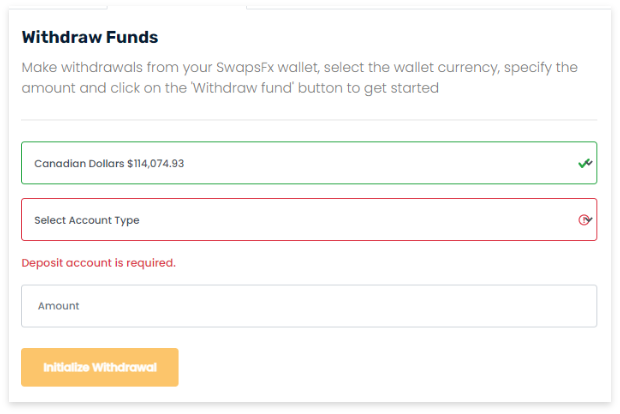 Withdraw Funds
Make withdrawals from your SwapsFx wallet, select the wallet currency, specify the
amount and click on the 'Withdraw fund' button to get started
Canadian Dollars $114,074.93
Select Account Type
Deposit account is required.
Amount
Initialize Withdrawal